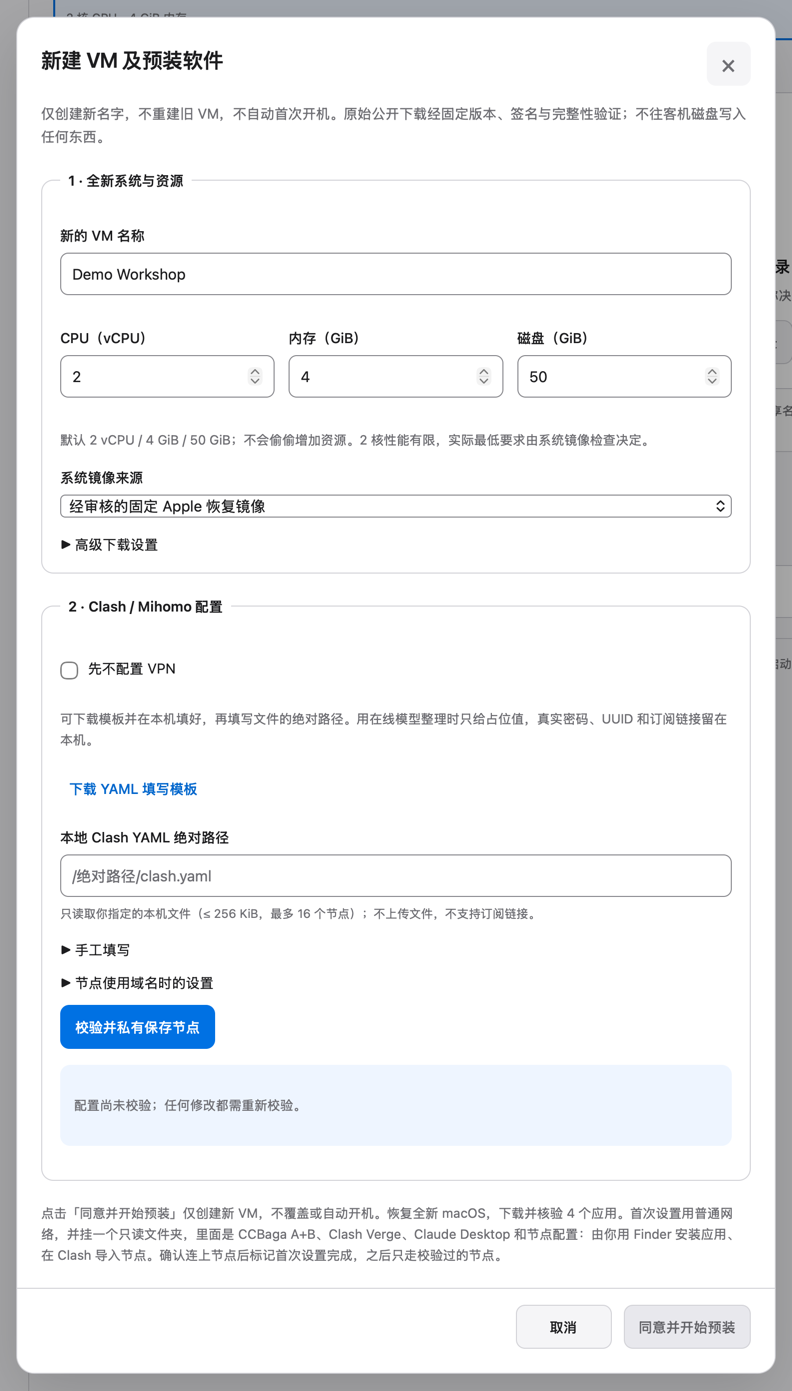 新建 VM 及预装软件
仅创建新名字，不重建旧 VM，不自动首次开机。原始公开下载经固定版本、签名与完整性验证；不往客机磁盘写入
任何东西。
1 · 全新系统与资源
新的 VM 名称
Demo Workshop
CPU（vCPU） 内存（GiB） 磁盘（GiB）
2 4 50
默认 2 vCPU / 4 GiB / 50 GiB；不会偷偷增加资源。2 核性能有限，实际最低要求由系统镜像检查决定。
系统镜像来源
经审核的固定 Apple 恢复镜像
高级下载设置
2 · Clash / Mihomo 配置
先不配置 VPN
可下载模板并在本机填好，再填写文件的绝对路径。用在线模型整理时只给占位值，真实密码、UUID 和订阅链接留在
本机。
下载 YAML 填写模板
本地 Clash YAML 绝对路径
/绝对路径/clash.yaml
只读取你指定的本机文件（≤ 256 KiB，最多 16 个节点）；不上传文件，不支持订阅链接。
手工填写
节点使用域名时的设置
校验并私有保存节点
配置尚未校验；任何修改都需重新校验。
点击「同意并开始预装」仅创建新 VM，不覆盖或自动开机。恢复全新 macOS，下载并核验 4 个应用。首次设置用普通网
络，并挂一个只读文件夹，里面是 CCBaga A+B、Clash Verge、Claude Desktop 和节点配置：由你用 Finder 安装应用、
在 Clash 导入节点。确认连上节点后标记首次设置完成，之后只走校验过的节点。
取消 同意并开始预装